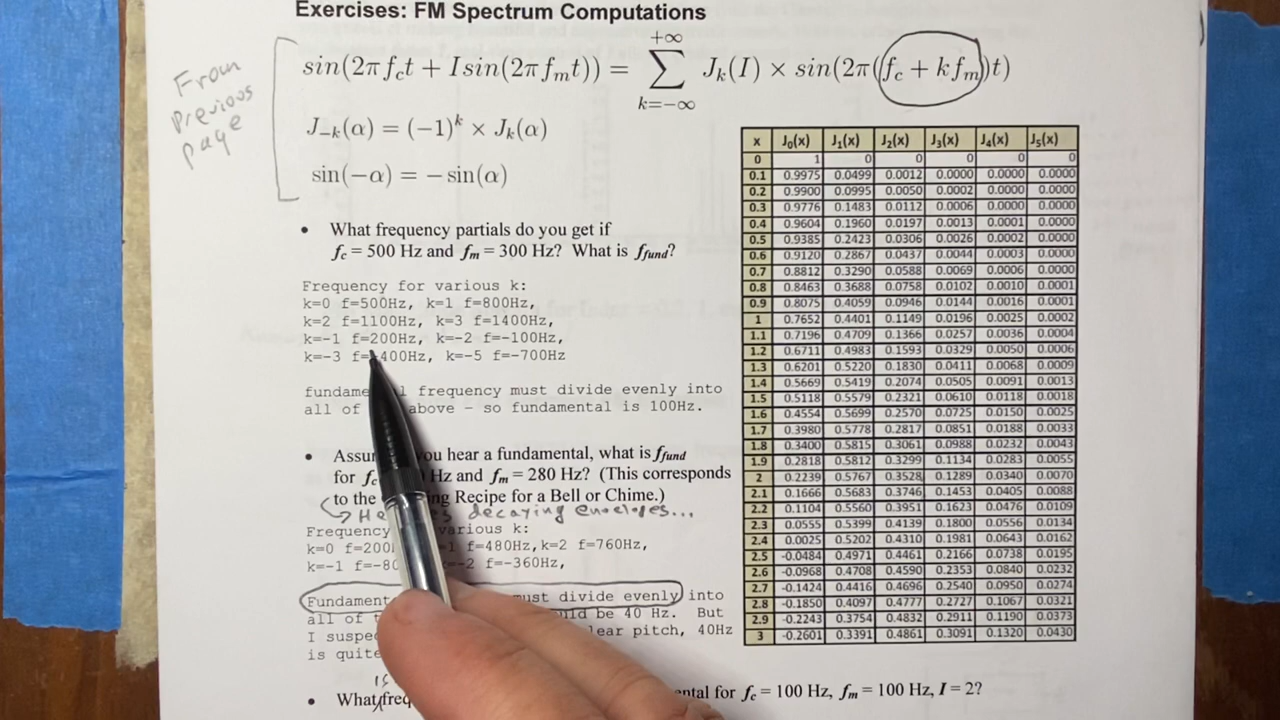 Exercises: FM Spectrum Computations
From
previous
page
sin(2πf_ct + Isin(2πf_mt)) = Σ_{k=−∞}^{+∞} J_k(I) × sin(2π(f_c + kf_m)t)
J_{−k}(α) = (−1)^k × J_k(α)
sin(−α) = − sin(α)
• What frequency partials do you get if
f_c = 500 Hz and f_m = 300 Hz? What is f_fund?
Frequency for various k:
k=0 f=500Hz, k=1 f=800Hz,
k=2 f=1100Hz, k=3 f=1400Hz,
k=-1 f=200Hz, k=-2 f=-100Hz,
k=-3 f= 400Hz, k=-5 f=-700Hz
frequency must divide evenly into
all of above - so fundamental is 100Hz.
• you hear a fundamental, what is f_fund
for Hz and f_m = 280 Hz? (This corresponds
to the Recipe for a Bell or Chime.)
decaying envelopes...
Frequency various k:
k=0 f=480Hz, k=2 f=760Hz,
k=-1 f=-360Hz,
must divide evenly into
all of be 40 Hz. But
I pitch, 40Hz
is
is
• What for f_c = 100 Hz, f_m = 100 Hz, I = 2?
x J₀(x) J₁(x) J₂(x) J₃(x) J₄(x) J₅(x)
0 1 0 0 0 0 0
0.1 0.9975 0.0499 0.0012 0.0000 0.0000 0.0000
0.2 0.9900 0.0995 0.0050 0.0002 0.0000 0.0000
0.3 0.9776 0.1483 0.0112 0.0006 0.0000 0.0000
0.4 0.9604 0.1960 0.0197 0.0013 0.0001 0.0000
0.5 0.9385 0.2423 0.0306 0.0026 0.0002 0.0000
0.6 0.9120 0.2867 0.0437 0.0044 0.0003 0.0000
0.7 0.8812 0.3290 0.0588 0.0069 0.0006 0.0000
0.8 0.8463 0.3688 0.0758 0.0102 0.0010 0.0001
0.9 0.8075 0.4059 0.0946 0.0144 0.0016 0.0001
1 0.7652 0.4401 0.1149 0.0196 0.0025 0.0002
1.1 0.7196 0.4709 0.1366 0.0257 0.0036 0.0004
1.2 0.6711 0.4983 0.1593 0.0329 0.0050 0.0006
1.3 0.6201 0.5220 0.1830 0.0411 0.0068 0.0009
1.4 0.5669 0.5419 0.2074 0.0505 0.0091 0.0013
1.5 0.5118 0.5579 0.2321 0.0610 0.0118 0.0018
1.6 0.4554 0.5699 0.2570 0.0725 0.0150 0.0025
1.7 0.3980 0.5778 0.2817 0.0851 0.0188 0.0033
1.8 0.3400 0.5815 0.3061 0.0988 0.0232 0.0043
1.9 0.2818 0.5812 0.3299 0.1134 0.0283 0.0055
2 0.2239 0.5767 0.3528 0.1289 0.0340 0.0070
2.1 0.1666 0.5683 0.3746 0.1453 0.0405 0.0088
2.2 0.1104 0.5560 0.3951 0.1623 0.0476 0.0109
2.3 0.0555 0.5399 0.4139 0.1800 0.0556 0.0134
2.4 0.0025 0.5202 0.4310 0.1981 0.0643 0.0162
2.5 -0.0484 0.4971 0.4461 0.2166 0.0738 0.0195
2.6 -0.0968 0.4708 0.4590 0.2353 0.0840 0.0232
2.7 -0.1424 0.4416 0.4696 0.2540 0.0950 0.0274
2.8 -0.1850 0.4097 0.4777 0.2727 0.1067 0.0321
2.9 -0.2243 0.3754 0.4832 0.2911 0.1190 0.0373
3 -0.2601 0.3391 0.4861 0.3091 0.1320 0.0430